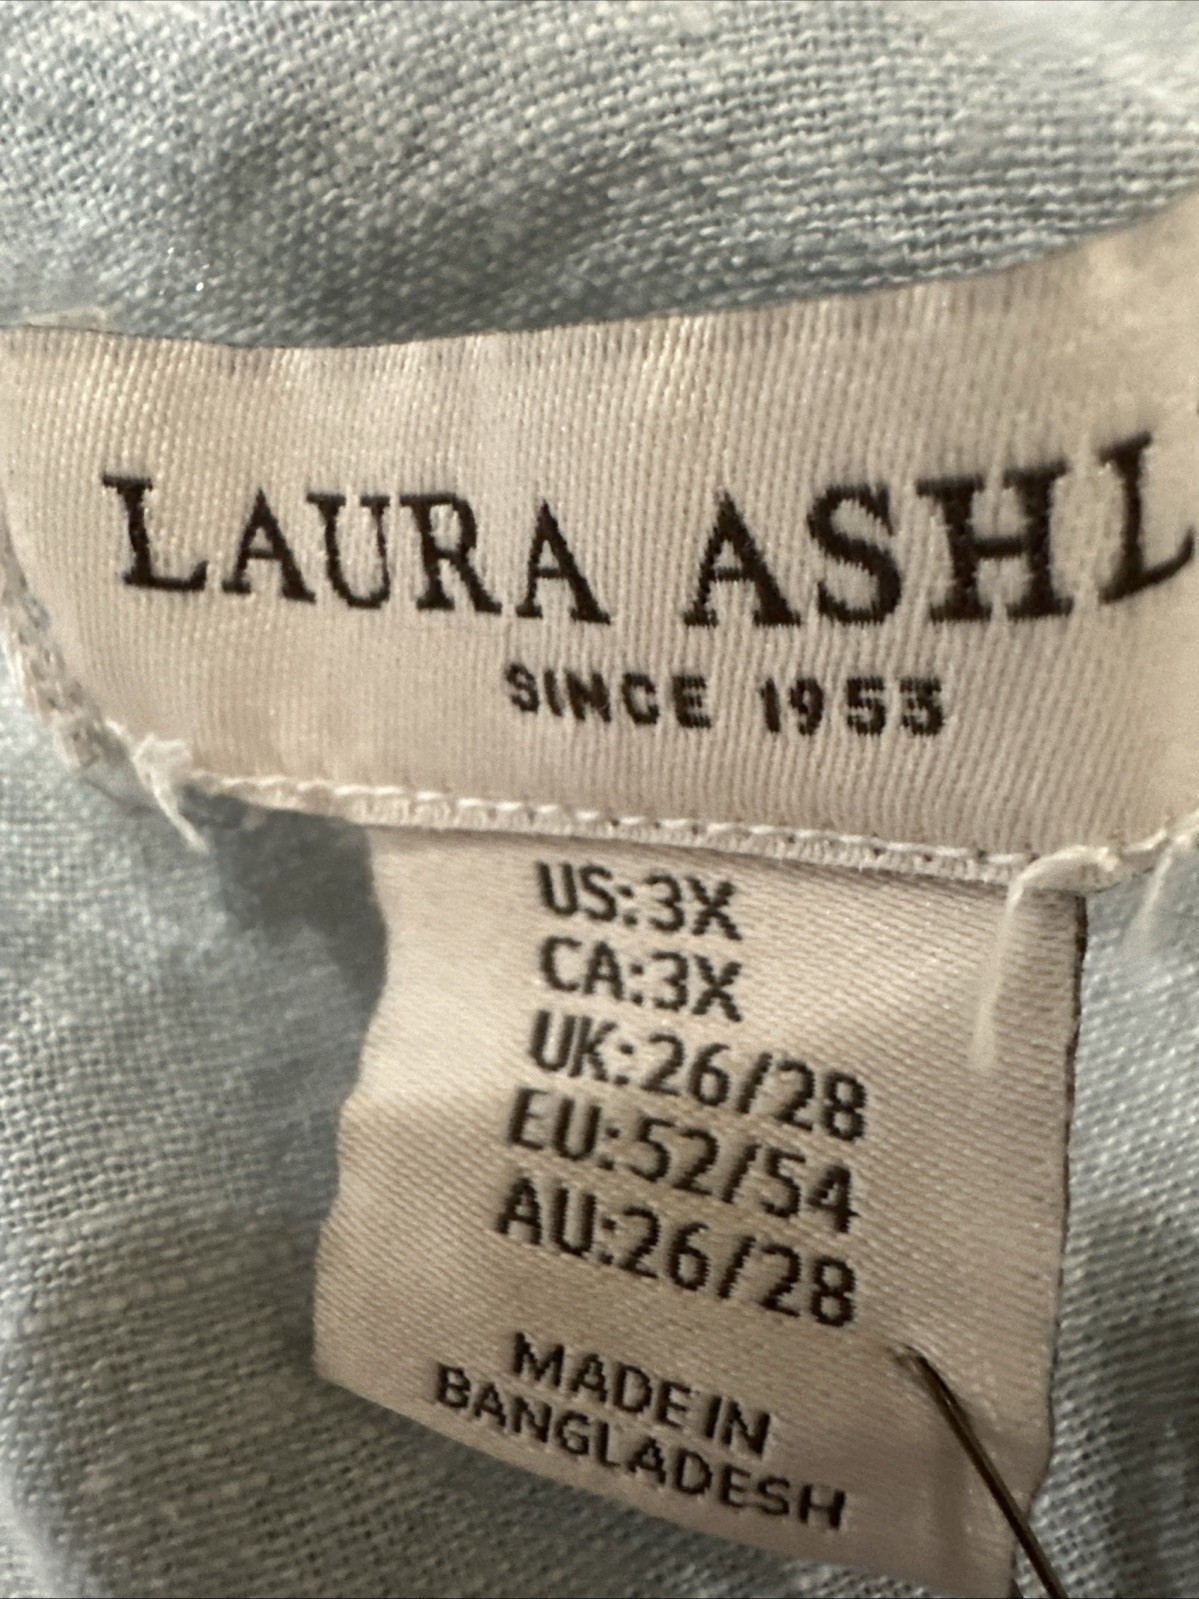 LAURA ASHL
SINCE 1953
US:3X
CA:3X
UK:26/28
EU:52/54
AU:26/28
MADE IN
BANGLADESH